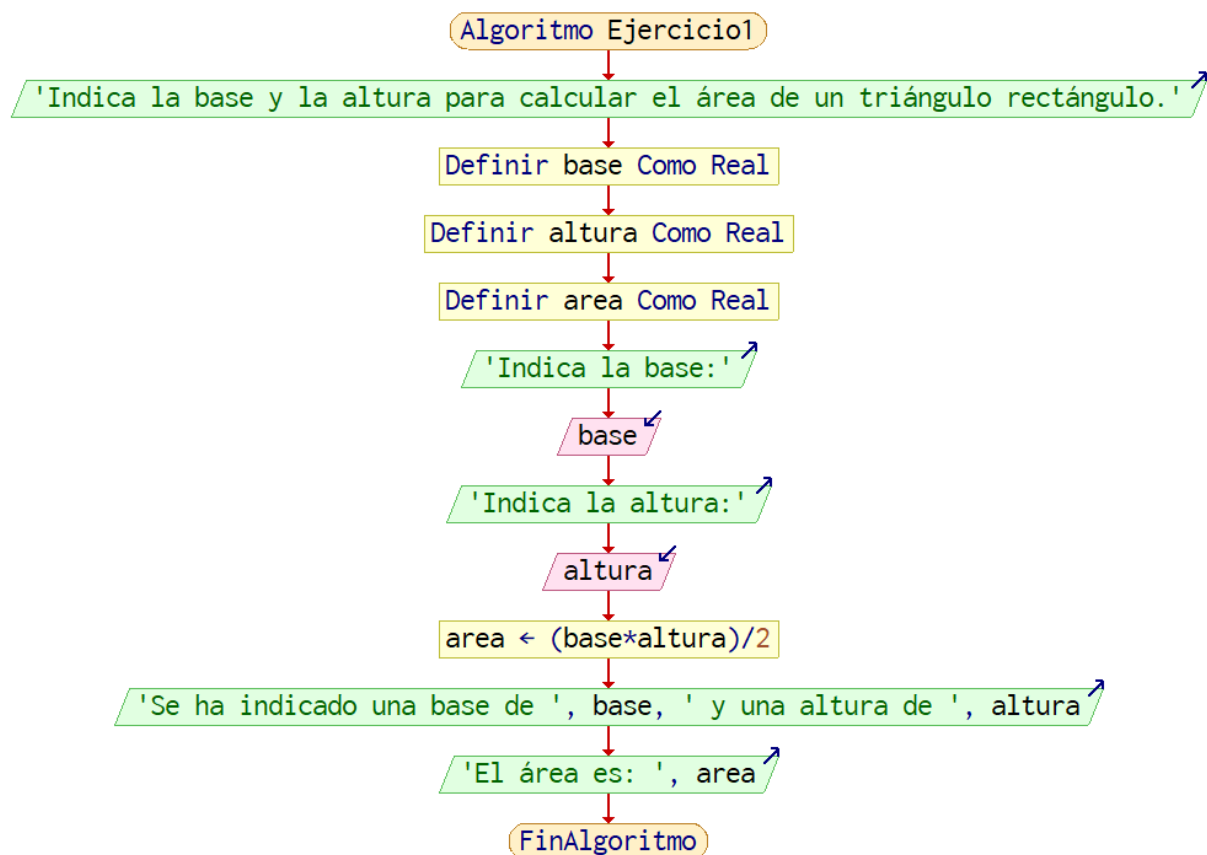 Algoritmo Ejercicio1
'Indica la base y la altura para calcular el área de un triángulo rectángulo.'
Definir base Como Real
Definir altura Como Real
Definir area Como Real
'Indica la base:'
base
'Indica la altura:'
altura
area ← (base*altura)/2
'Se ha indicado una base de ', base, ' y una altura de ', altura
'El área es: ', area
FinAlgoritmo